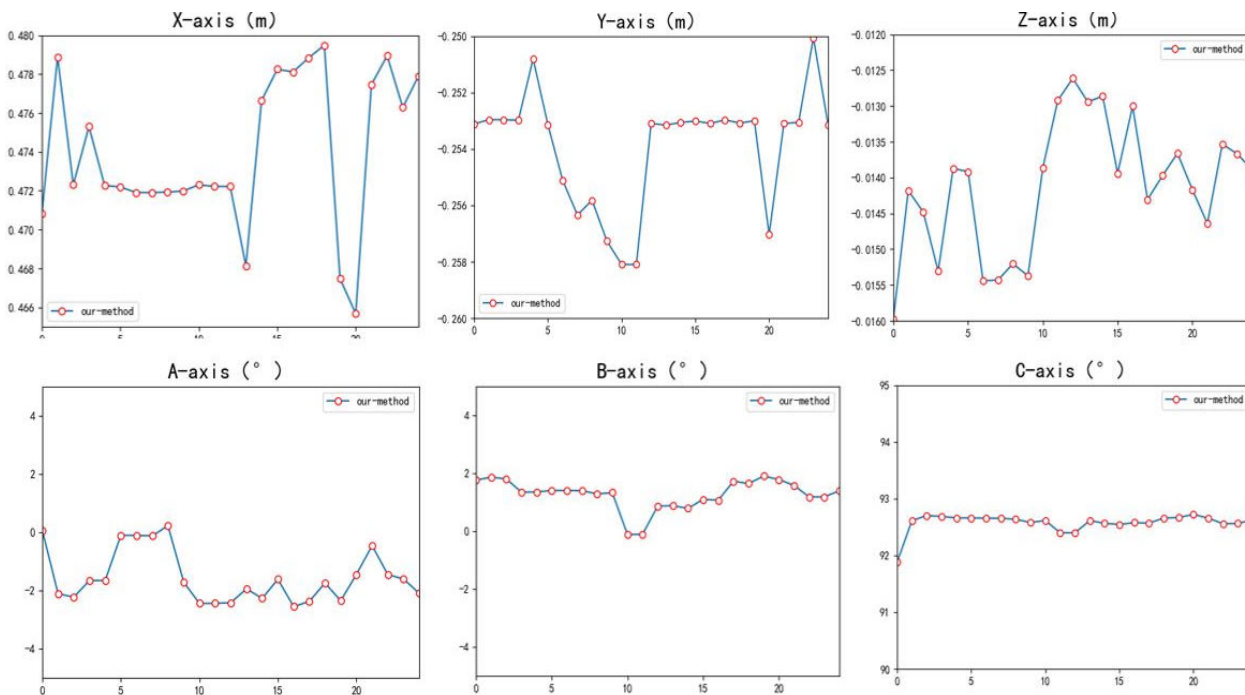 X-axis (m)
0.480
0.478
0.476
0.474
0.472
0.470
0.468
0.466
our-method
0 5 10 15 20
Y-axis (m)
-0.250
-0.252
-0.254
-0.256
-0.258
-0.260
our-method
0 5 10 15 20
Z-axis (m)
-0.0120
-0.0125
-0.0130
-0.0135
-0.0140
-0.0145
-0.0150
-0.0155
-0.0160
our-method
0 5 10 15 20
A-axis (°)
4
2
0
-2
-4
our-method
0 5 10 15 20
B-axis (°)
4
2
0
-2
-4
our-method
0 5 10 15 20
C-axis (°)
95
94
93
92
91
90
our-method
0 5 10 15 20